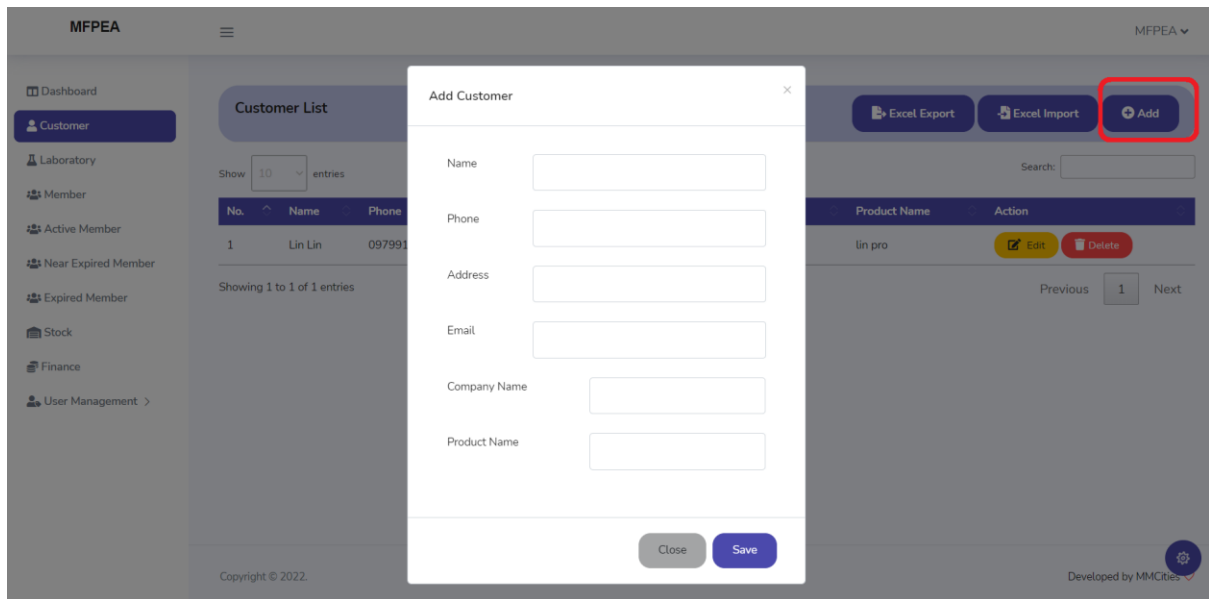 MFPEA
MFPEA
Dashboard
Customer
Laboratory
Member
Active Member
Near Expired Member
Expired Member
Stock
Finance
User Management
Customer List
Excel Export
Excel Import
Add
Show 10 entries
Search:
No. Name Phone Product Name Action
1 Lin Lin 097991 lin pro Edit Delete
Showing 1 to 1 of 1 entries
Previous 1 Next
Add Customer
×
Name
Phone
Address
Email
Company Name
Product Name
Close
Save
Copyright © 2022,
Developed by MMCities